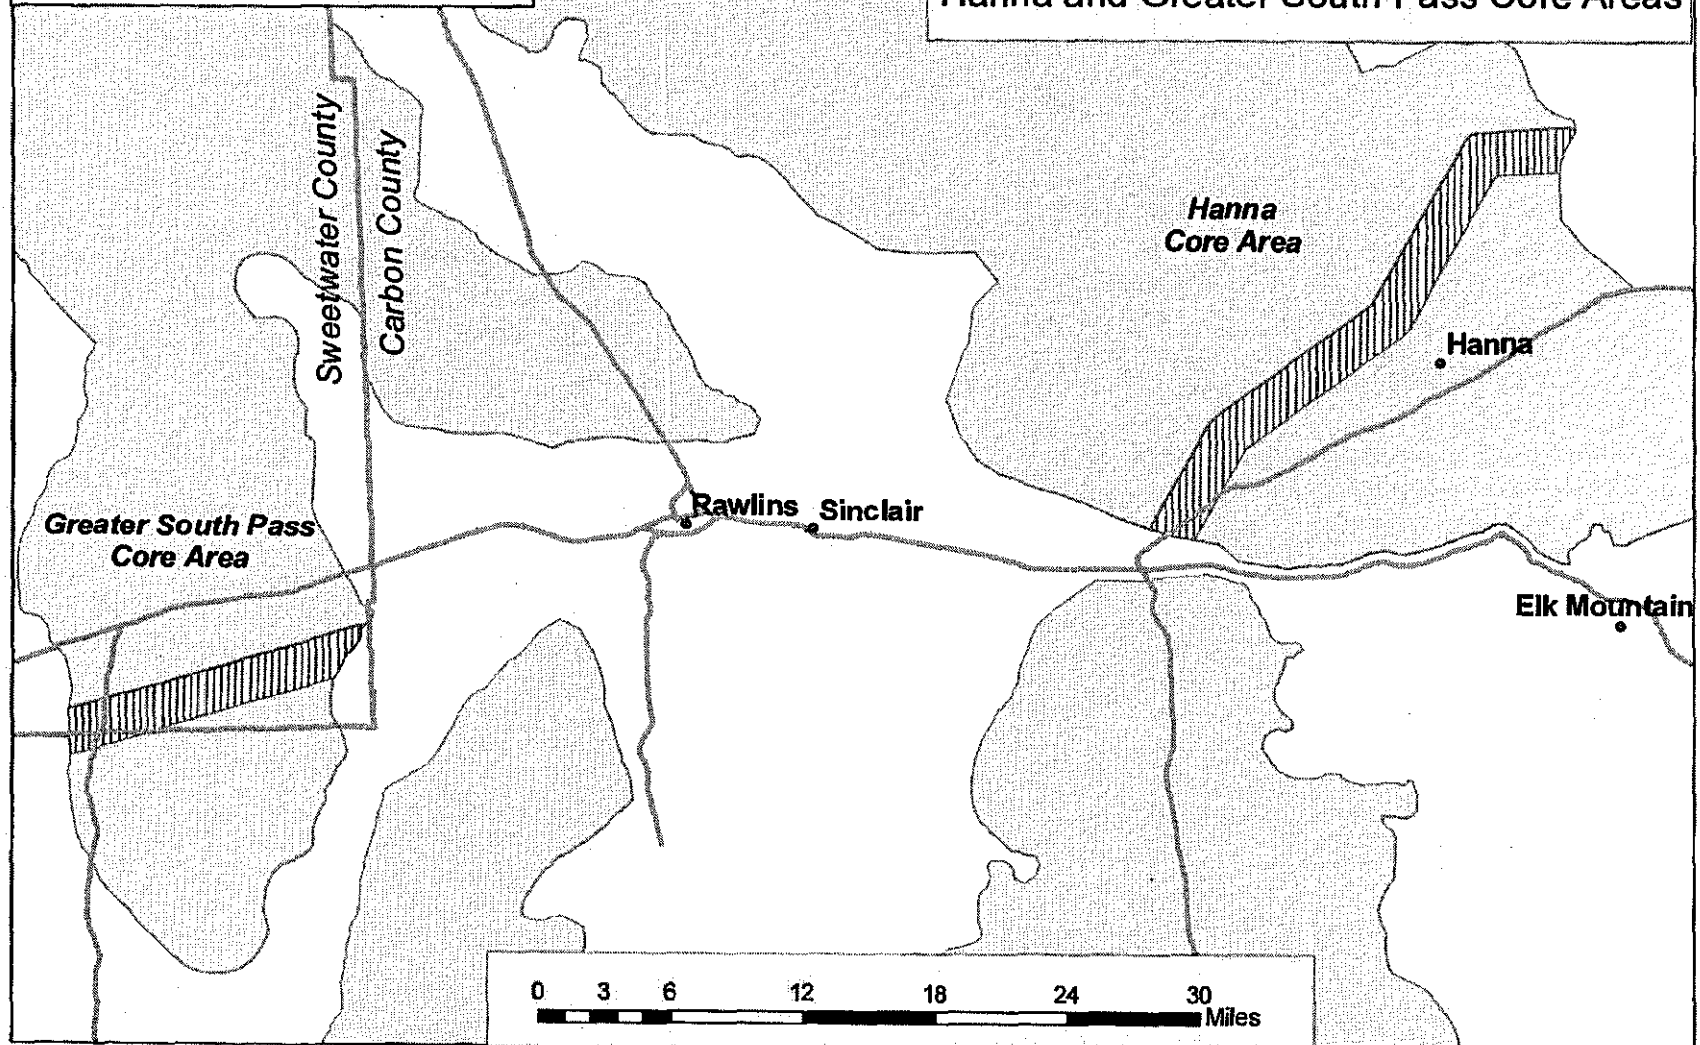 Hanna and Greater South Pass Core Areas
Sweetwater County
Carbon County
Hanna
Core Area
Hanna
Rawlins
Sinclair
Greater South Pass
Core Area
Elk Mountain
0 3 6 12 18 24 30
Miles